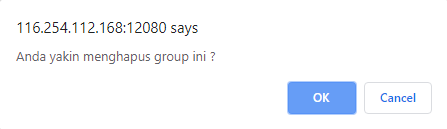 116.254.112.168:12080 says
Anda yakin menghapus group ini ?
OK
Cancel